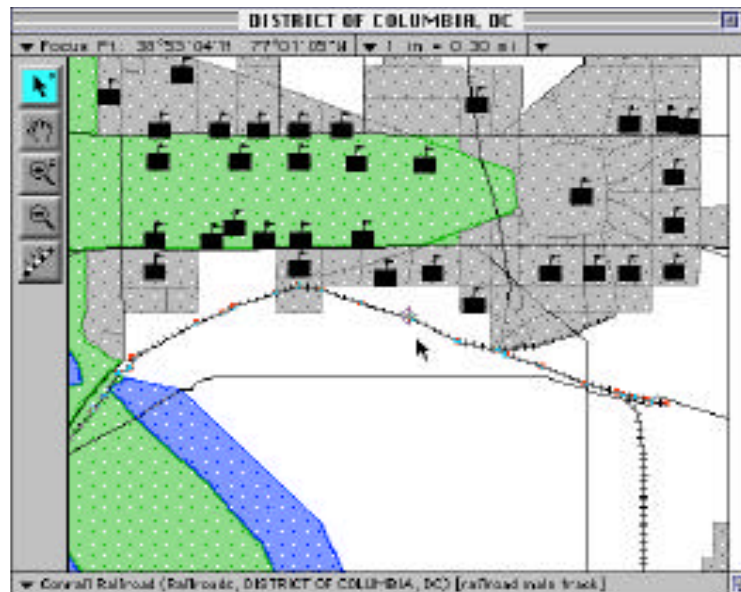 DISTRICT OF COLUMBIA, DC
Focus Pt: 38°53'04"N 77°01'05"W 1 in = 0.30 mi
Conrail Railroad (Railroads, DISTRICT OF COLUMBIA, DC) [railroad main track]